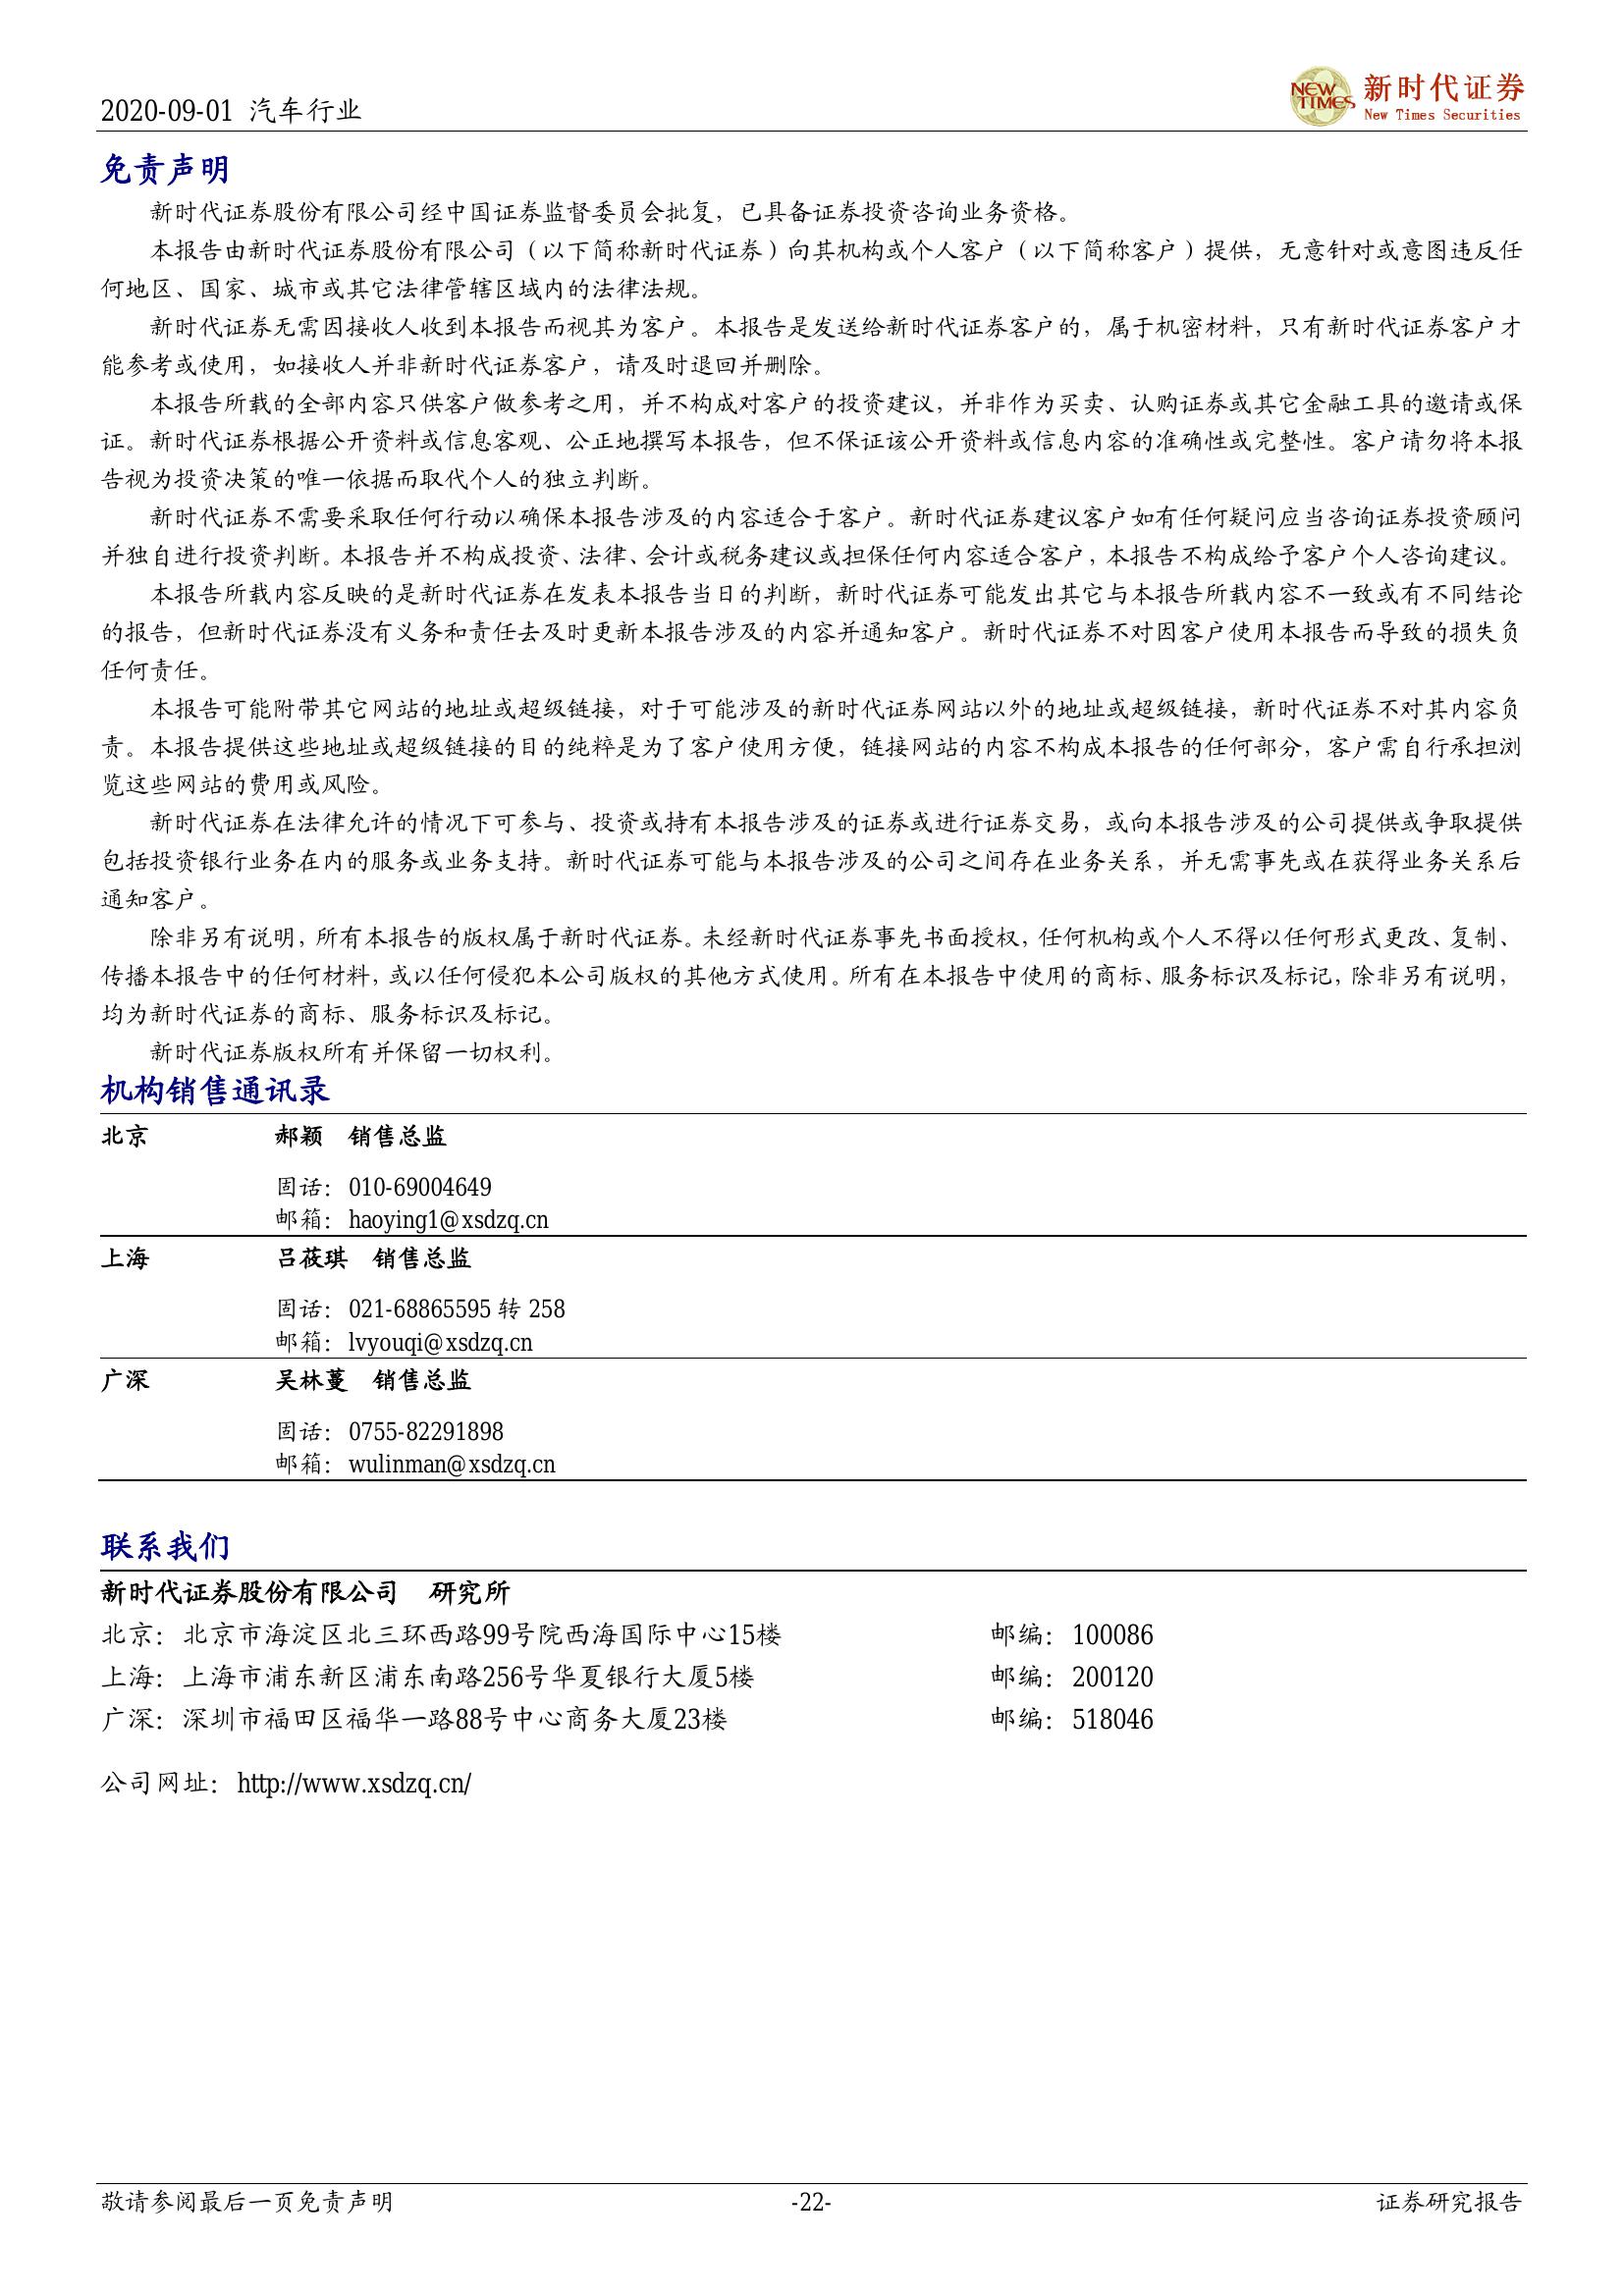 2020-09-01 汽车行业
NEW TIMES 新时代证券
New Times Securities
免责声明
新时代证券股份有限公司经中国证券监督委员会批复，已具备证券投资咨询业务资格。
本报告由新时代证券股份有限公司（以下简称新时代证券）向其机构或个人客户（以下简称客户）提供，无意针对或意图违反任
何地区、国家、城市或其它法律管辖区域内的法律法规。
新时代证券无需因接收人收到本报告而视其为客户。本报告是发送给新时代证券客户的，属于机密材料，只有新时代证券客户才
能参考或使用，如接收人并非新时代证券客户，请及时退回并删除。
本报告所载的全部内容只供客户做参考之用，并不构成对客户的投资建议，并非作为买卖、认购证券或其它金融工具的邀请或保
证。新时代证券根据公开资料或信息客观、公正地撰写本报告，但不保证该公开资料或信息内容的准确性或完整性。客户请勿将本报
告视为投资决策的唯一依据而取代个人的独立判断。
新时代证券不需要采取任何行动以确保本报告涉及的内容适合于客户。新时代证券建议客户如有任何疑问应当咨询证券投资顾问
并独自进行投资判断。本报告并不构成投资、法律、会计或税务建议或担保任何内容适合客户，本报告不构成给予客户个人咨询建议。
本报告所载内容反映的是新时代证券在发表本报告当日的判断，新时代证券可能发出其它与本报告所载内容不一致或有不同结论
的报告，但新时代证券没有义务和责任去及时更新本报告涉及的内容并通知客户。新时代证券不对因客户使用本报告而导致的损失负
任何责任。
本报告可能附带其它网站的地址或超级链接，对于可能涉及的新时代证券网站以外的地址或超级链接，新时代证券不对其内容负
责。本报告提供这些地址或超级链接的目的纯粹是为了客户使用方便，链接网站的内容不构成本报告的任何部分，客户需自行承担浏
览这些网站的费用或风险。
新时代证券在法律允许的情况下可参与、投资或持有本报告涉及的证券或进行证券交易，或向本报告涉及的公司提供或争取提供
包括投资银行业务在内的服务或业务支持。新时代证券可能与本报告涉及的公司之间存在业务关系，并无需事先或在获得业务关系后
通知客户。
除非另有说明，所有本报告的版权属于新时代证券。未经新时代证券事先书面授权，任何机构或个人不得以任何形式更改、复制、
传播本报告中的任何材料，或以任何侵犯本公司版权的其他方式使用。所有在本报告中使用的商标、服务标识及标记，除非另有说明，
均为新时代证券的商标、服务标识及标记。
新时代证券版权所有并保留一切权利。
机构销售通讯录
北京 郝颖 销售总监
固话：010-69004649
邮箱：haoying1@xsdzq.cn
上海 吕莜琪 销售总监
固话：021-68865595 转 258
邮箱：lvyouqi@xsdzq.cn
广深 吴林蔓 销售总监
固话：0755-82291898
邮箱：wulinman@xsdzq.cn
联系我们
新时代证券股份有限公司 研究所
北京：北京市海淀区北三环西路99号院西海国际中心15楼 邮编：100086
上海：上海市浦东新区浦东南路256号华夏银行大厦5楼 邮编：200120
广深：深圳市福田区福华一路88号中心商务大厦23楼 邮编：518046
公司网址：http://www.xsdzq.cn/
敬请参阅最后一页免责声明 -22- 证券研究报告